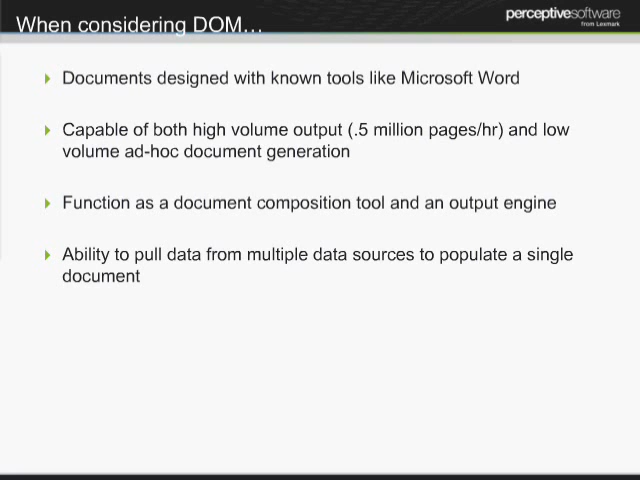 When considering DOM...
perceptivesoftware
from Lexmark
Documents designed with known tools like Microsoft Word
Capable of both high volume output (.5 million pages/hr) and low
volume ad-hoc document generation
Function as a document composition tool and an output engine
Ability to pull data from multiple data sources to populate a single
document